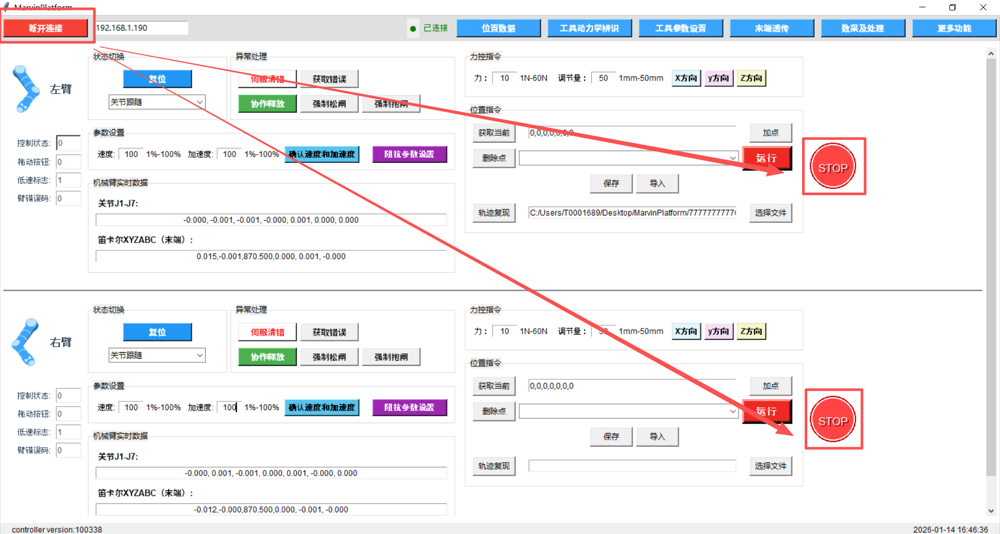 MarvinPlatform
断开连接 192.168.1.190 已连接 位置数据 工具动力学辨识 工具参数设置 末端透传 数采及处理 更多功能
左臂
状态切换
复位
关节跟随
异常处理
伺服清错 获取错误
协作释放 强制松闸 强制抱闸
力控指令
力： 10 1N-60N 调节量： 50 1mm-50mm X方向 y方向 Z方向
控制状态: 0
拖动按钮: 0
低速标志: 1
臂错误码: 0
参数设置
速度: 100 1%-100% 加速度: 100 1%-100% 确认速度和加速度 阻抗参数设置
位置指令
获取当前 0,0,0,0,0,0,0 加点
删除点 运行
保存 导入
轨迹复现 C:/Users/T0001689/Desktop/MarvinPlatform/7777777777 选择文件
STOP
机械臂实时数据
关节J1-J7:
-0.000, -0.001, -0.001, -0.000, 0.001, 0.000, 0.000
笛卡尔XYZABC（末端）:
0.015,-0.001,870.500,0.000, 0.001, -0.000
右臂
状态切换
复位
关节跟随
异常处理
伺服清错 获取错误
协作释放 强制松闸 强制抱闸
力控指令
力： 10 1N-60N 调节量： 50 1mm-50mm X方向 y方向 Z方向
控制状态: 0
拖动按钮: 0
低速标志: 1
臂错误码: 0
参数设置
速度: 100 1%-100% 加速度: 100 1%-100% 确认速度和加速度 阻抗参数设置
位置指令
获取当前 0,0,0,0,0,0,0 加点
删除点 运行
保存 导入
轨迹复现 选择文件
STOP
机械臂实时数据
关节J1-J7:
-0.000, 0.001, -0.001, 0.000, 0.001, -0.000, 0.000
笛卡尔XYZABC（末端）:
-0.012,-0.000,870.500,0.000, -0.001, -0.000
controller version:100338 2026-01-14 16:46:36